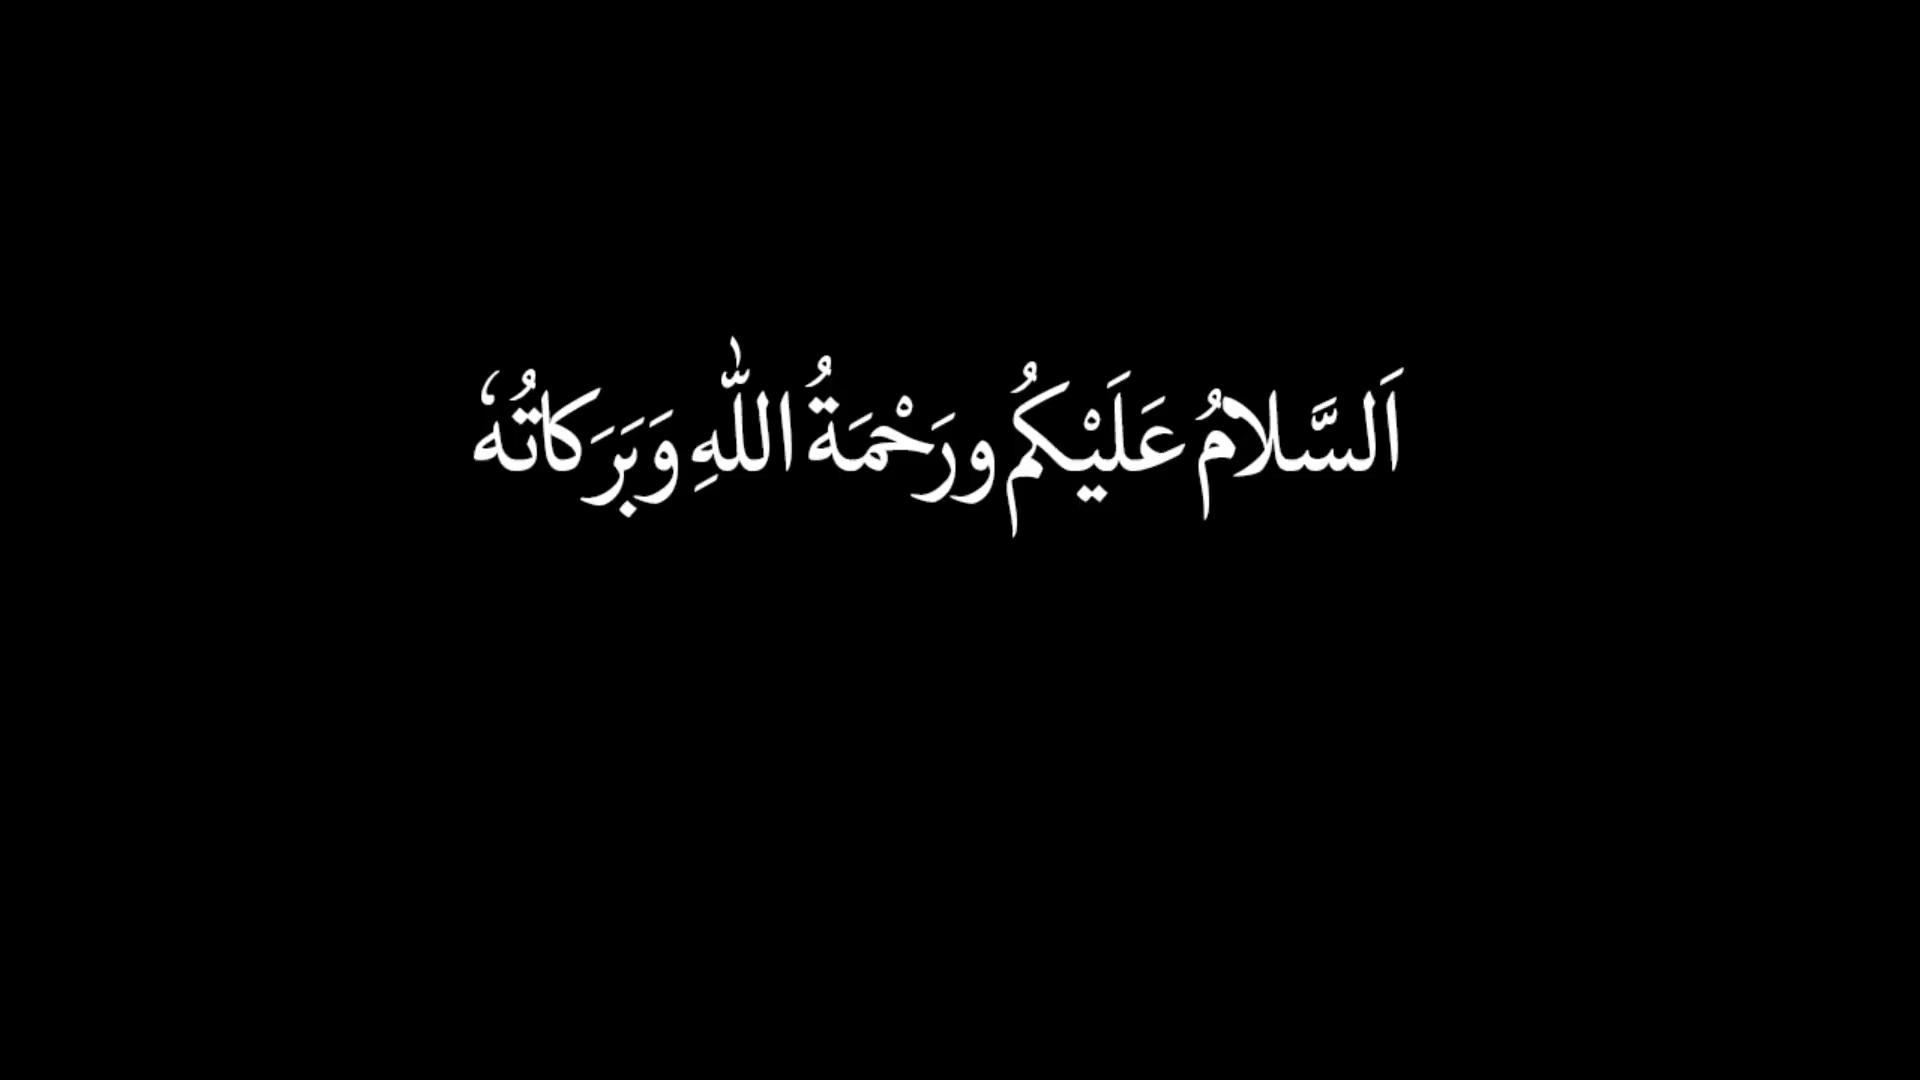 اَلسَّلامُ عَلَيْكُم ورَحْمَةُ اللّٰهِ وَبَرَكاتُهٗ